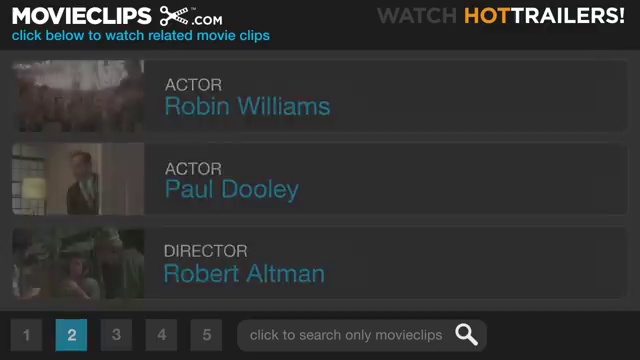 MOVIECLIPS .COM
WATCH HOTTRAILERS!
click below to watch related movie clips
ACTOR
Robin Williams
ACTOR
Paul Dooley
DIRECTOR
Robert Altman
1 2 3 4 5 click to search only movieclips